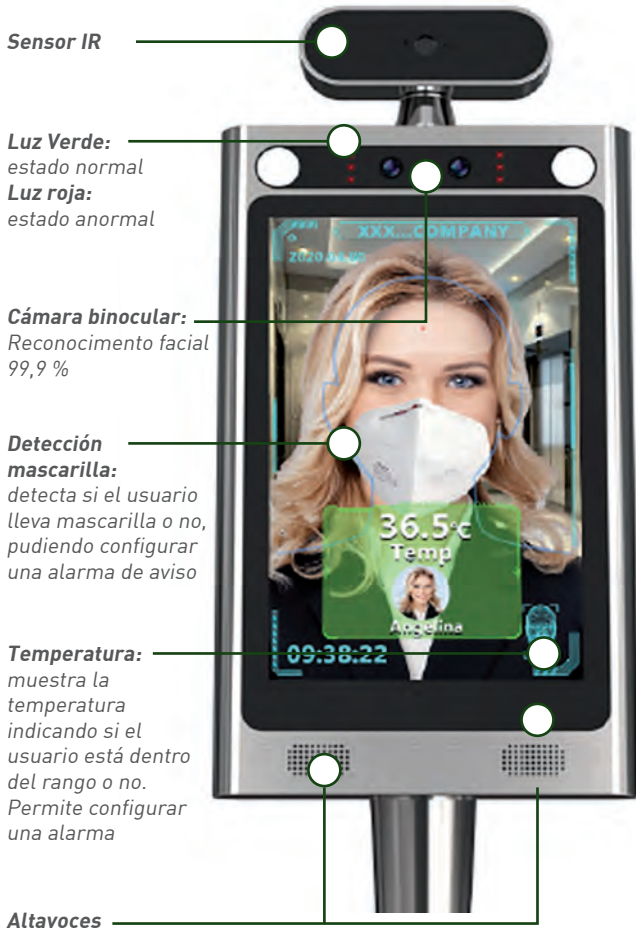 Sensor IR
Luz Verde:
estado normal
Luz roja:
estado anormal
Cámara binocular:
Reconocimento facial
99,9 %
Detección
mascarilla:
detecta si el usuario
lleva mascarilla o no,
pudiendo configurar
una alarma de aviso
Temperatura:
muestra la
temperatura
indicando si el
usuario está dentro
del rango o no.
Permite configurar
una alarma
Altavoces
XXX...COMPANY
36.5°C
Temp
Angelina
09:38:22